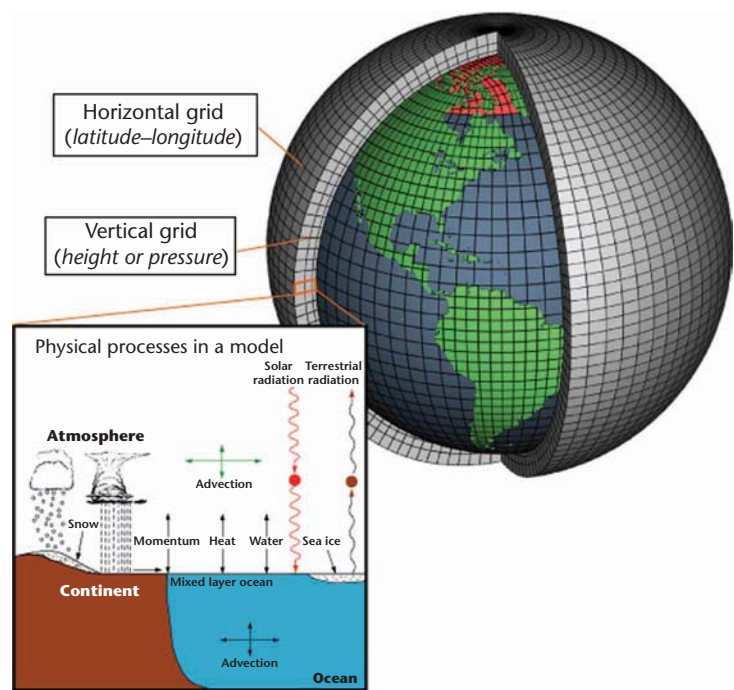 Horizontal grid
(latitude–longitude)
Vertical grid
(height or pressure)
Physical processes in a model
Solar radiation
Terrestrial radiation
Atmosphere
Advection
Snow
Momentum
Heat
Water
Sea ice
Mixed layer ocean
Continent
Advection
Ocean